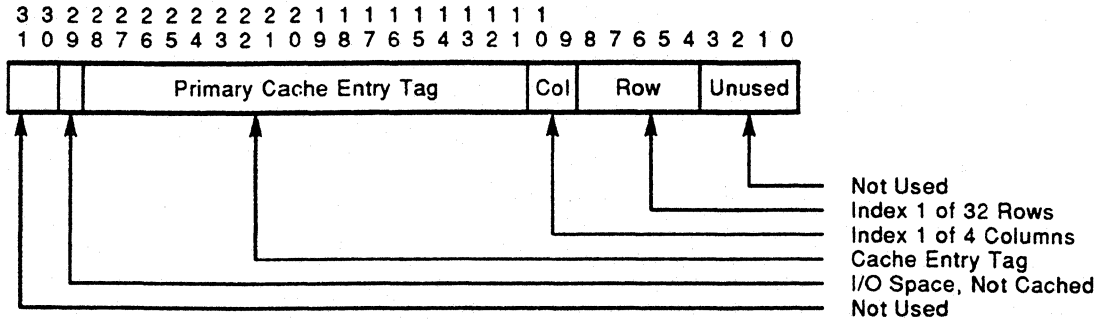 3 3 2 2 2 2 2 2 2 2 2 2 1 1 1 1 1 1 1 1 1 1
1 0 9 8 7 6 5 4 3 2 1 0 9 8 7 6 5 4 3 2 1 0 9 8 7 6 5 4 3 2 1 0
Primary Cache Entry Tag Col Row Unused
Not Used
Index 1 of 32 Rows
Index 1 of 4 Columns
Cache Entry Tag
I/O Space, Not Cached
Not Used